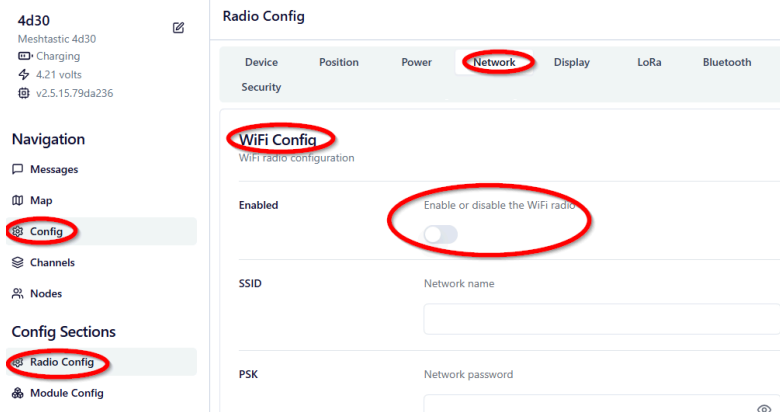 4d30
Meshtastic 4d30
Charging
4.21 volts
v2.5.15.79da236
Navigation
Messages
Map
Config
Channels
Nodes
Config Sections
Radio Config
Module Config
Radio Config
Device Position Power Network Display LoRa Bluetooth
Security
WiFi Config
WiFi radio configuration
Enabled
Enable or disable the WiFi radio
SSID
Network name
PSK
Network password